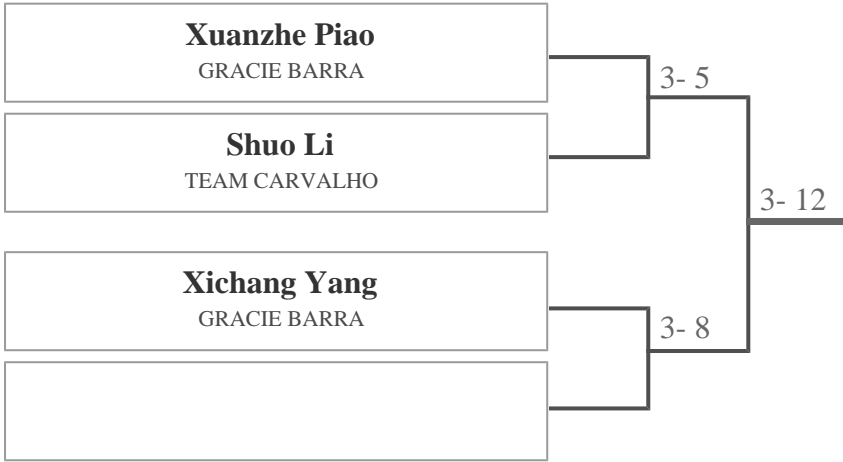 Xuanzhe Piao
GRACIE BARRA
3- 5
Shuo Li
TEAM CARVALHO
3- 12
Xichang Yang
GRACIE BARRA
3- 8